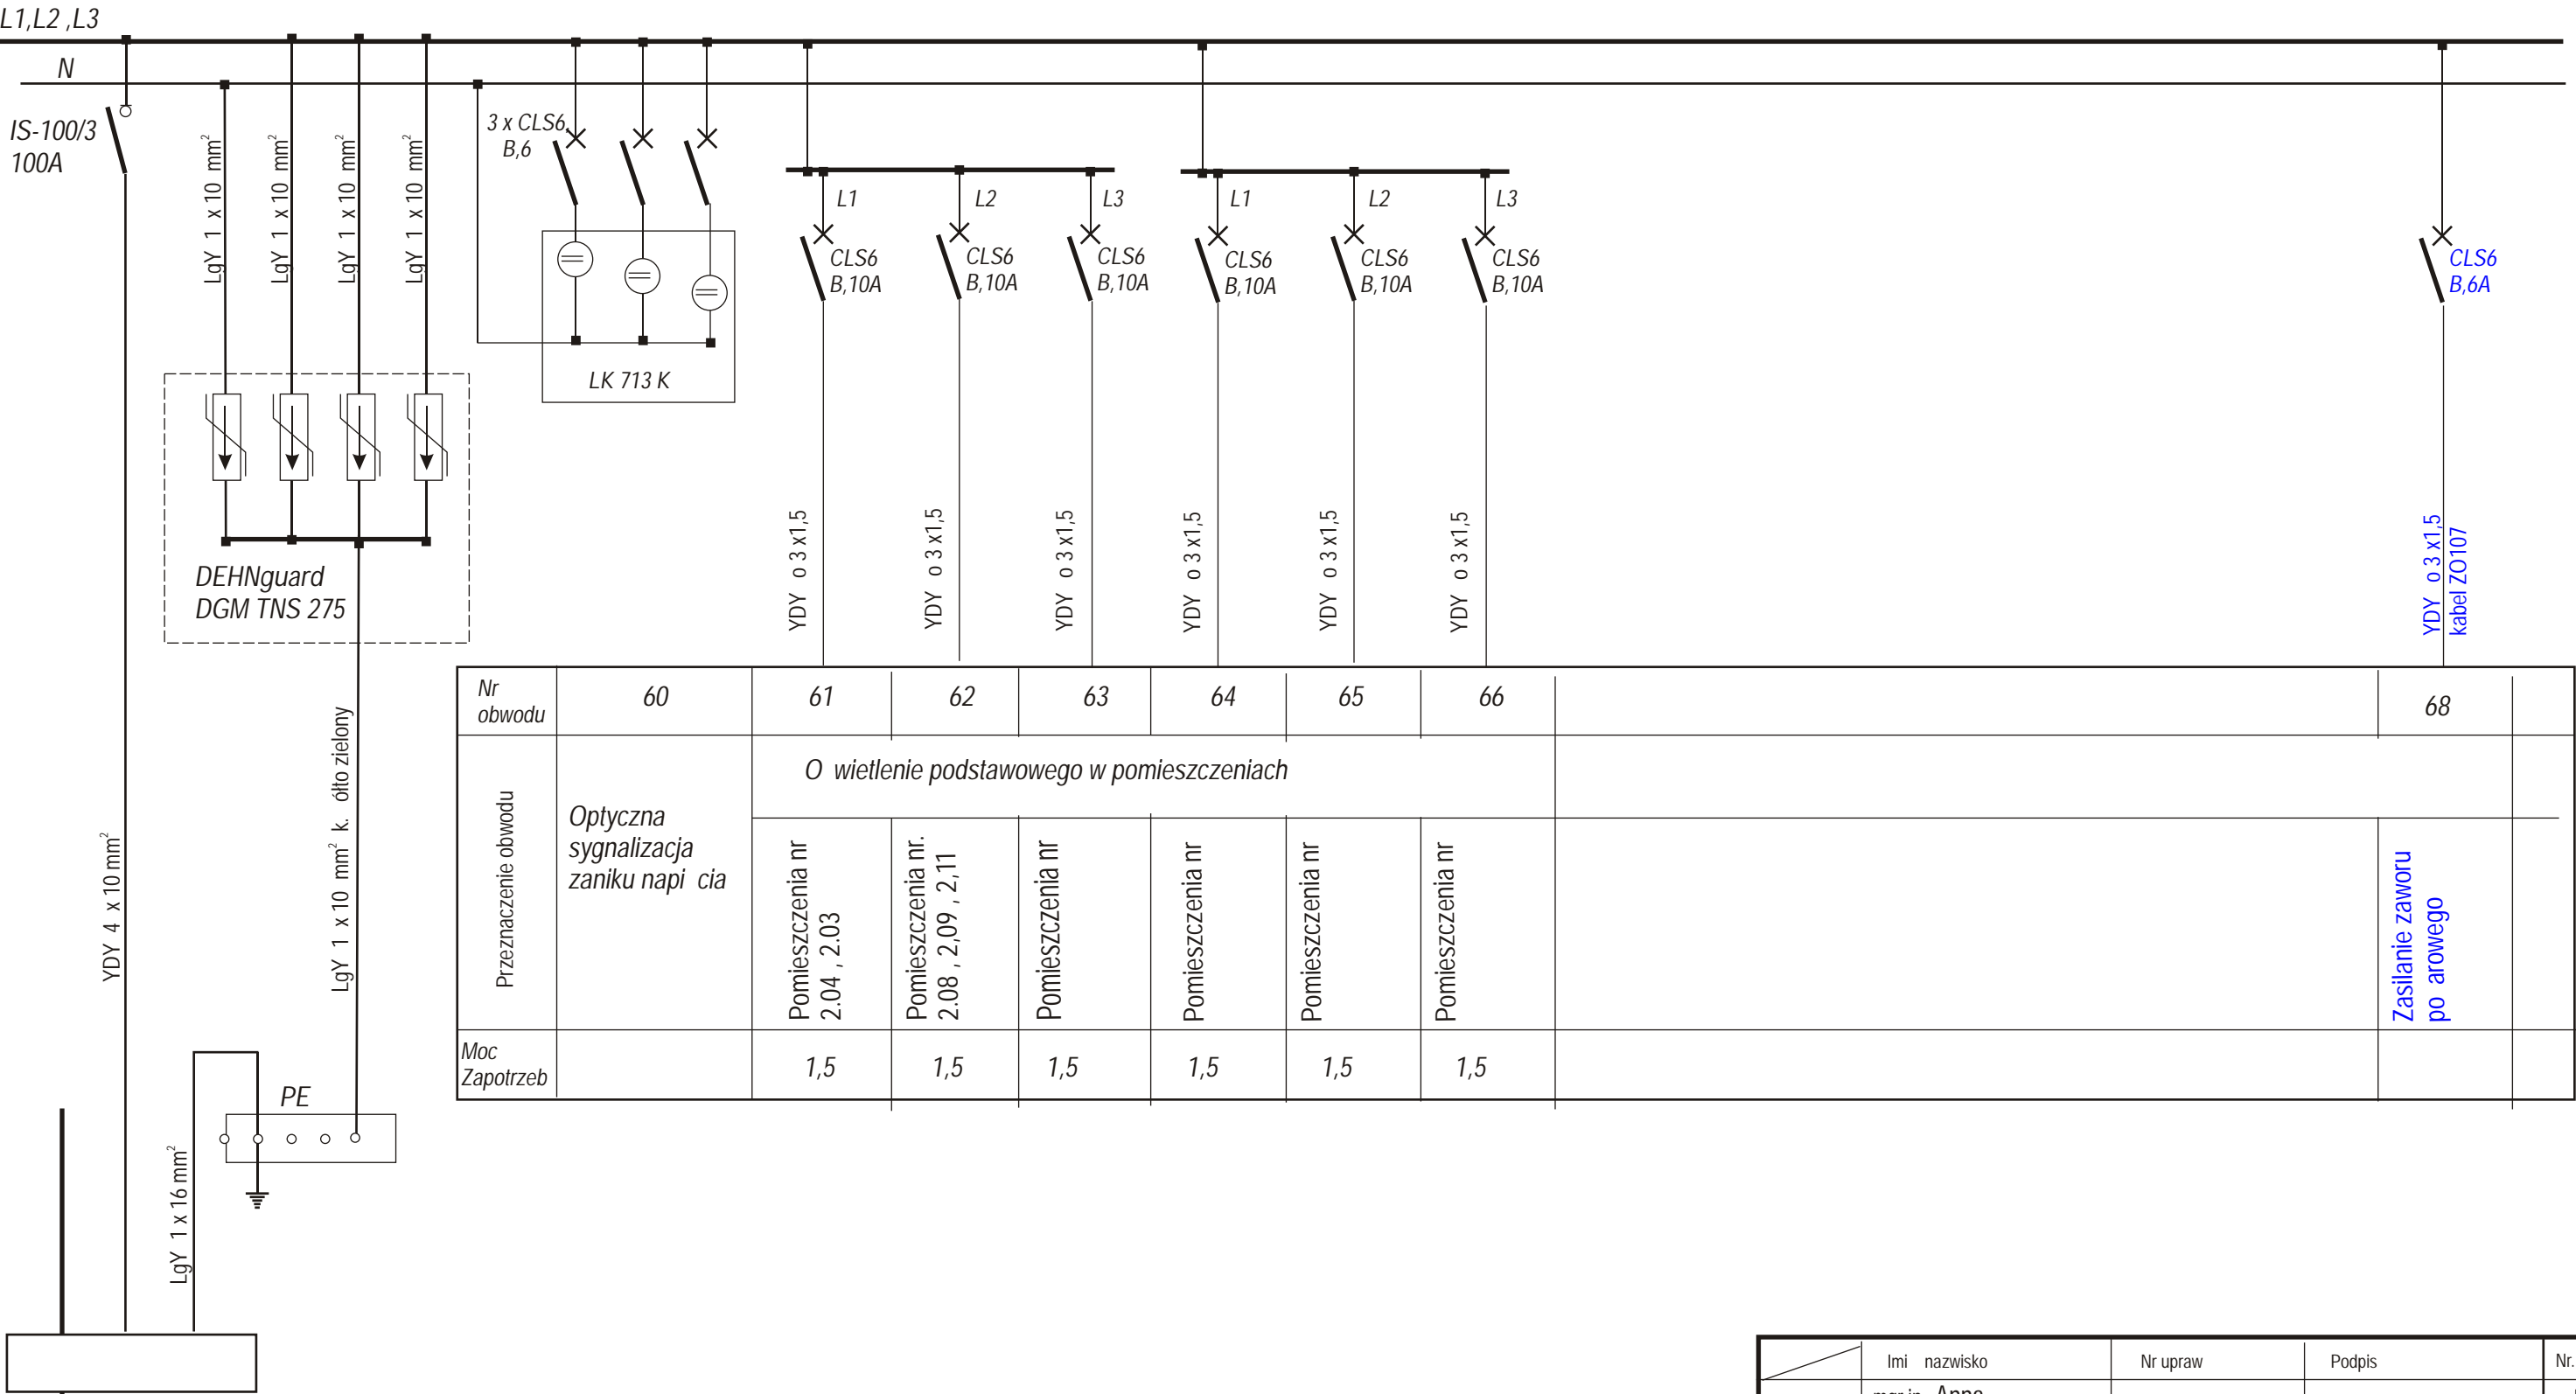 L1,L2 ,L3
N
IS-100/3
100A
LgY 1 x 10 mm²
LgY 1 x 10 mm²
LgY 1 x 10 mm²
LgY 1 x 10 mm²
3 x CLS6,
B,6
LK 713 K
L1
CLS6
B,10A
L2
CLS6
B,10A
L3
CLS6
B,10A
L1
CLS6
B,10A
L2
CLS6
B,10A
L3
CLS6
B,10A
CLS6
B,6A
DEHNguard
DGM TNS 275
YDY o 3 x1,5
YDY o 3 x1,5
YDY o 3 x1,5
YDY o 3 x1,5
YDY o 3 x1,5
YDY o 3 x1,5
YDY o 3 x1,5
kabel ZO107
YDY 4 x 10 mm²
LgY 1 x 10 mm² k. ółto zielony
Nr
obwodu
60
61
62
63
64
65
66
68
Przeznaczenie obwodu
Optyczna
sygnalizacja
zaniku napi cia
O wietlenie podstawowego w pomieszczeniach
Pomieszczenia nr
2.04 , 2.03
Pomieszczenia nr.
2.08 , 2,09 , 2,11
Pomieszczenia nr
Pomieszczenia nr
Pomieszczenia nr
Pomieszczenia nr
Zasilanie zaworu
po arowego
Moc
Zapotrzeb
1,5
1,5
1,5
1,5
1,5
1,5
PE
LgY 1 x 16 mm²
Imi nazwisko
Nr upraw
Podpis
Nr.